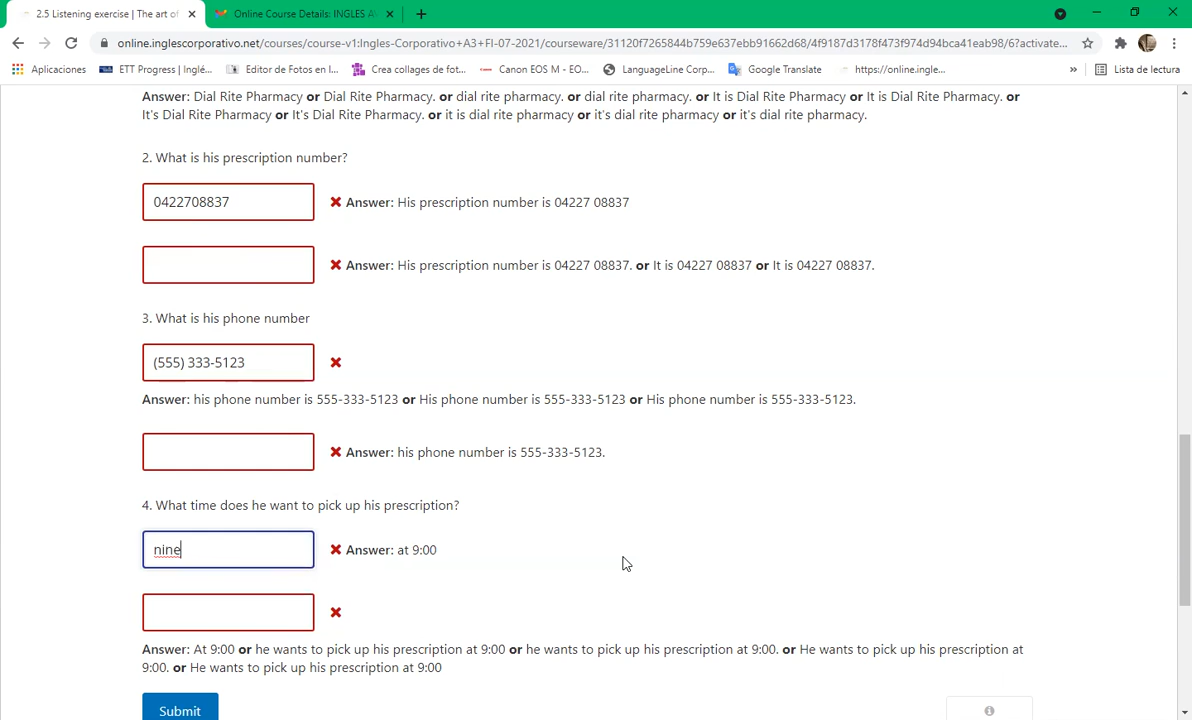 2.5 Listening exercise | The art of
Online Course Details: INGLES A
online.inglescorporativo.net/courses/course-v1:Ingles-Corporativo+A3+FI-07-2021/courseware/31120f7265844b759e637ebb91662d68/4f9187d3178f473f974d94bca41eab98/6?activate...
Aplicaciones
ETT Progress | Inglé...
Editor de Fotos en l...
Crea collages de fot...
Canon EOS M - EO...
LanguageLine Corp...
Google Translate
https://online.ingle...
»
Lista de lectura
Answer: Dial Rite Pharmacy or Dial Rite Pharmacy. or dial rite pharmacy. or dial rite pharmacy. or It is Dial Rite Pharmacy or It is Dial Rite Pharmacy. or
It's Dial Rite Pharmacy or It's Dial Rite Pharmacy. or it is dial rite pharmacy or it's dial rite pharmacy or it's dial rite pharmacy.
2. What is his prescription number?
0422708837
Answer: His prescription number is 04227 08837
Answer: His prescription number is 04227 08837. or It is 04227 08837 or It is 04227 08837.
3. What is his phone number
(555) 333-5123
Answer: his phone number is 555-333-5123 or His phone number is 555-333-5123 or His phone number is 555-333-5123.
Answer: his phone number is 555-333-5123.
4. What time does he want to pick up his prescription?
nine
Answer: at 9:00
Answer: At 9:00 or he wants to pick up his prescription at 9:00 or he wants to pick up his prescription at 9:00. or He wants to pick up his prescription at
9:00. or He wants to pick up his prescription at 9:00
Submit